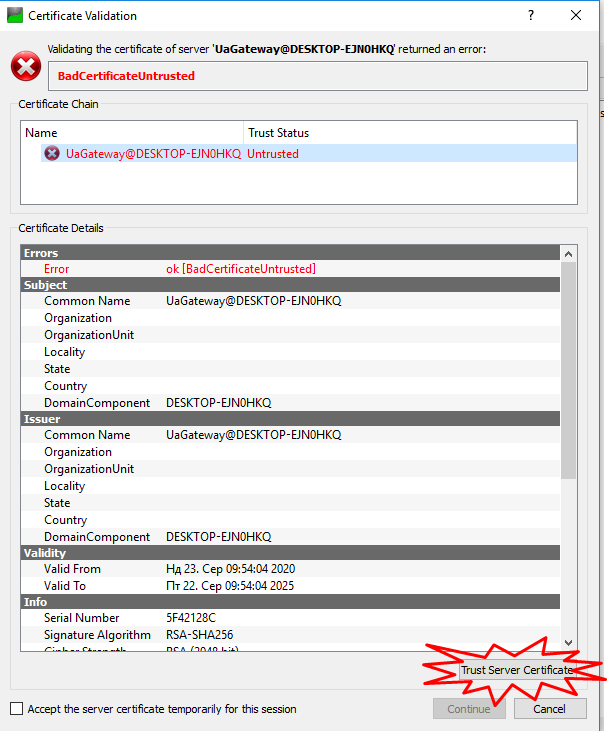 Certificate Validation
?
Validating the certificate of server 'UaGateway@DESKTOP-EJN0HKQ' returned an error:
BadCertificateUntrusted
Certificate Chain
Name Trust Status
UaGateway@DESKTOP-EJN0HKQ Untrusted
Certificate Details
Errors
Error ok [BadCertificateUntrusted]
Subject
Common Name UaGateway@DESKTOP-EJN0HKQ
Organization
OrganizationUnit
Locality
State
Country
DomainComponent DESKTOP-EJN0HKQ
Issuer
Common Name UaGateway@DESKTOP-EJN0HKQ
Organization
OrganizationUnit
Locality
State
Country
DomainComponent DESKTOP-EJN0HKQ
Validity
Valid From Нд 23. Сер 09:54:04 2020
Valid To Пт 22. Сер 09:54:04 2025
Info
Serial Number 5F42128C
Signature Algorithm RSA-SHA256
Cipher Strength RSA (2048 bit)
Trust Server Certificate
Accept the server certificate temporarily for this session
Continue Cancel